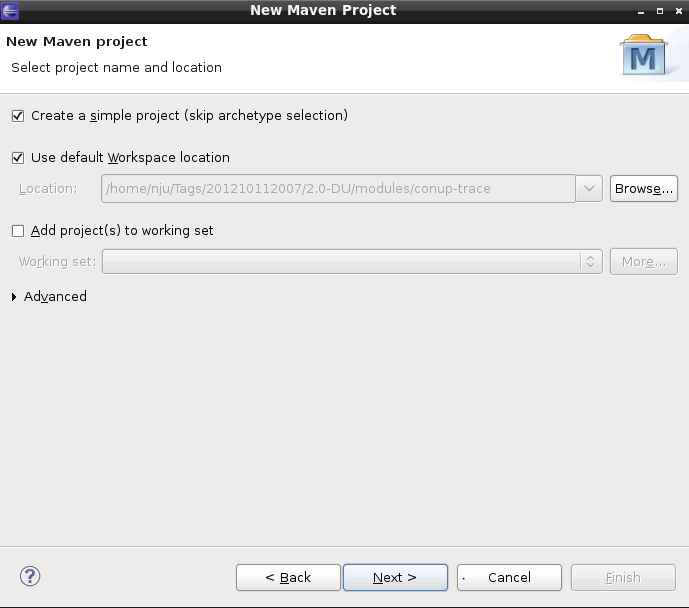 New Maven Project
New Maven project
Select project name and location
M
Create a simple project (skip archetype selection)
Use default Workspace location
Location: /home/nju/Tags/201210112007/2.0-DU/modules/conup-trace Browse...
Add project(s) to working set
Working set: More...
Advanced
? < Back Next > Cancel Finish